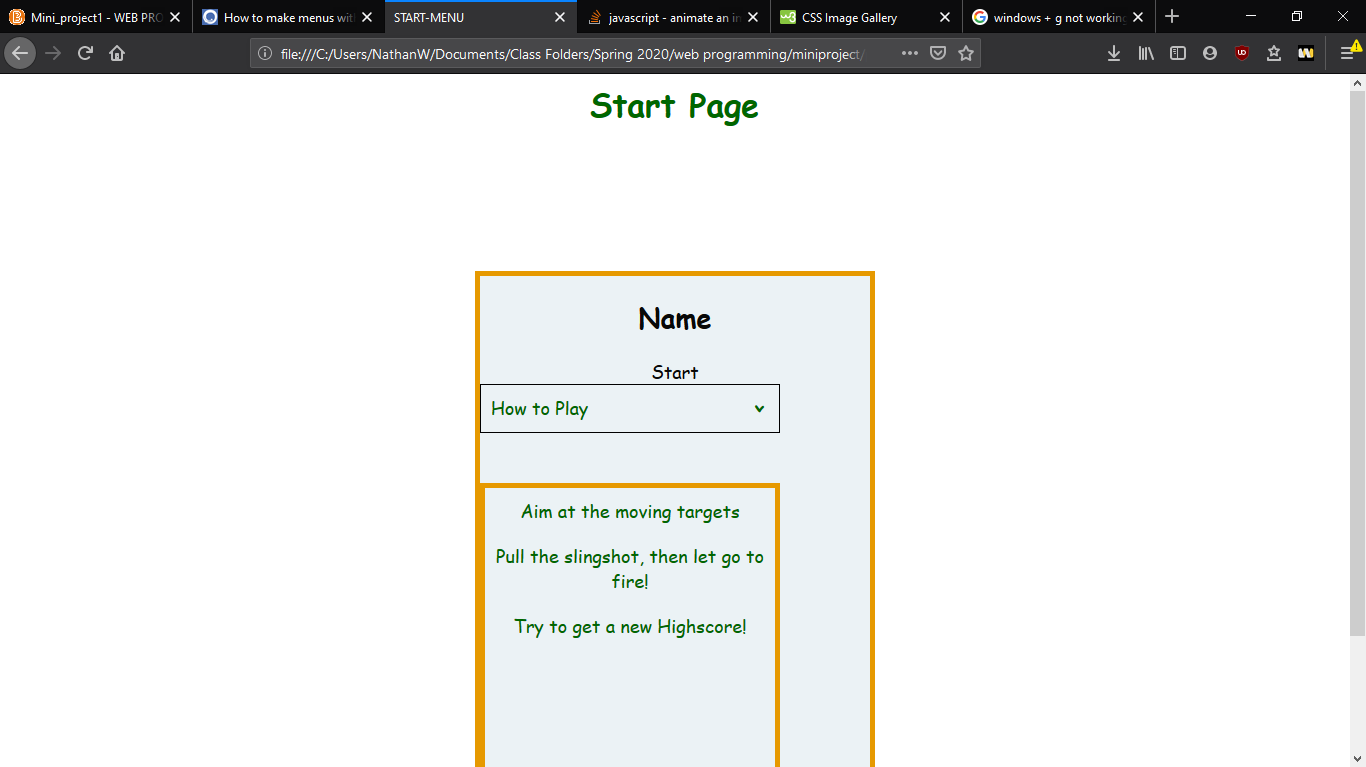 Mini_project1 - WEB PRO
How to make menus wit
START-MENU
javascript - animate an i
CSS Image Gallery
windows + g not working
file:///C:/Users/NathanW/Documents/Class Folders/Spring 2020/web programming/miniproject/
Start Page
Name
Start
How to Play
Aim at the moving targets
Pull the slingshot, then let go to
fire!
Try to get a new Highscore!